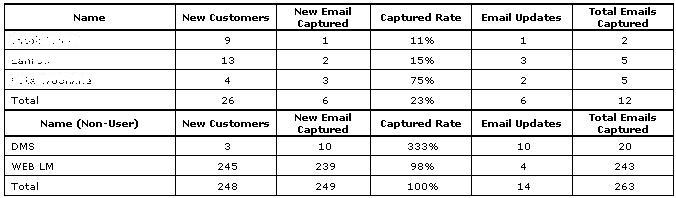 Name New Customers New Email Captured Captured Rate Email Updates Total Emails Captured
9 1 11% 1 2
13 2 15% 3 5
4 3 75% 2 5
Total 26 6 23% 6 12
Name (Non-User) New Customers New Email Captured Captured Rate Email Updates Total Emails Captured
DMS 3 10 333% 10 20
WEB LM 245 239 98% 4 243
Total 248 249 100% 14 263